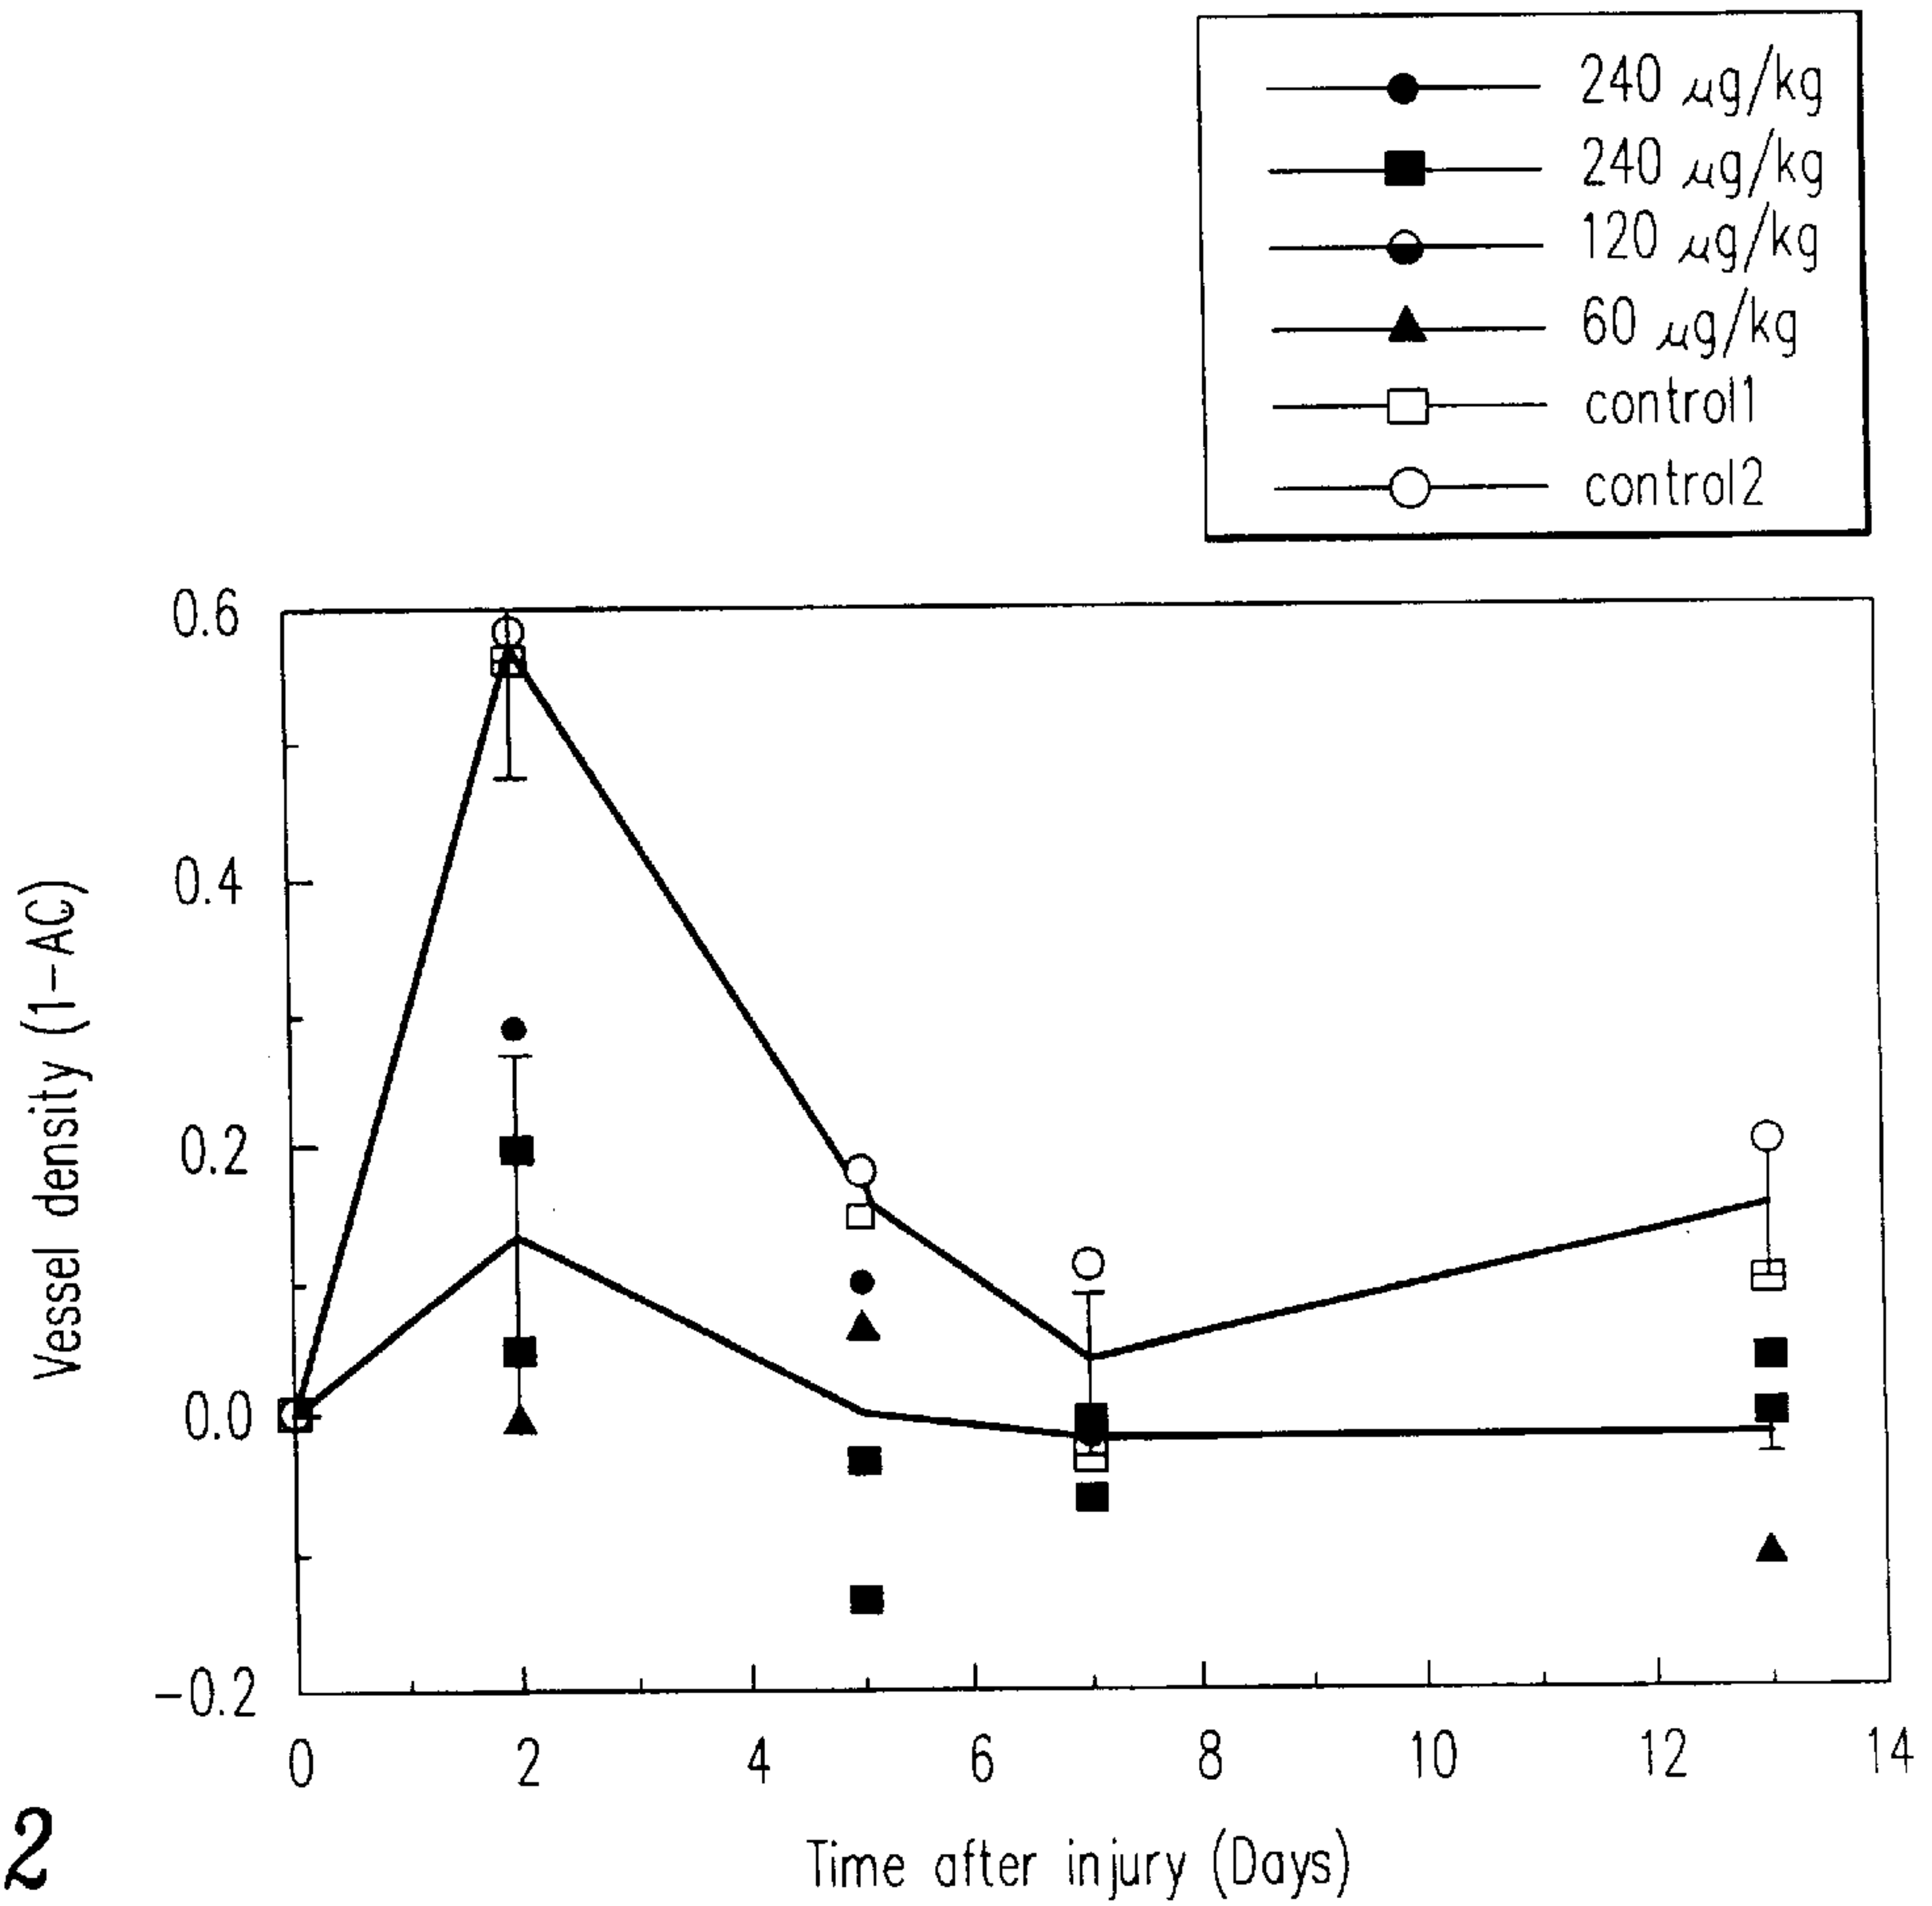 240 µg/kg
240 µg/kg
120 µg/kg
60 µg/kg
control1
control2
0.6
0.4
0.2
0.0
-0.2
Vessel density (1-AC)
0 2 4 6 8 10 12 14
Time after injury (Days)
2